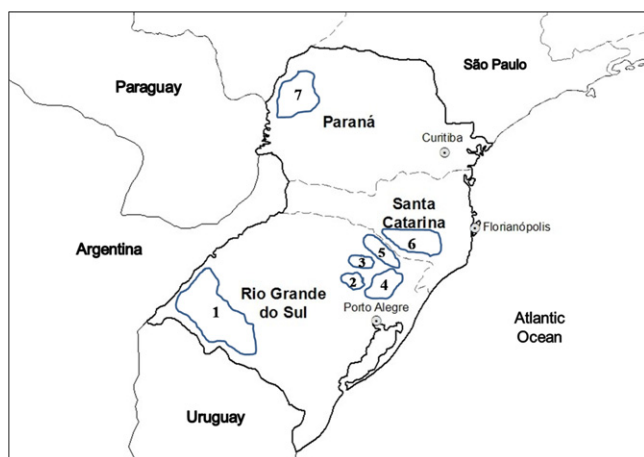 São Paulo
Paraguay
7
Paraná
Curitiba
Santa
Catarina
Florianópolis
Argentina
6
5
3
2
4
Rio Grande
do Sul
1
Porto Alegre
Atlantic
Ocean
Uruguay